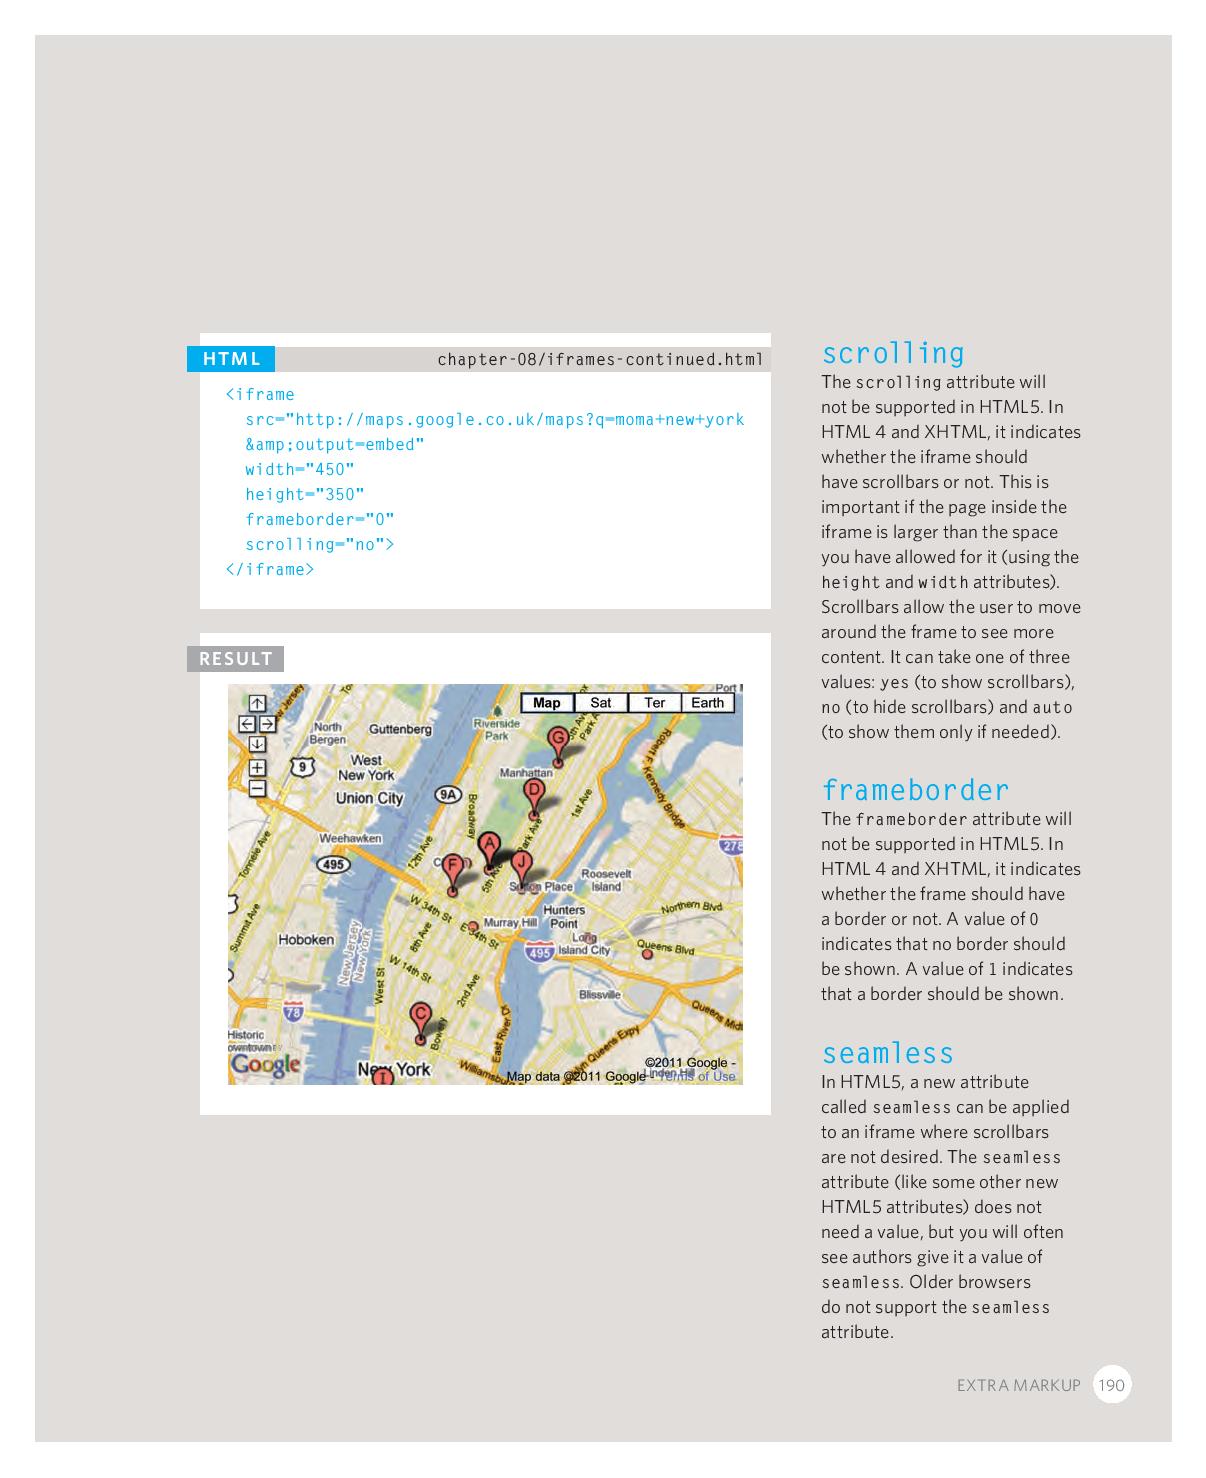 HTML
chapter-08/iframes-continued.html
<iframe
src="http://maps.google.co.uk/maps?q=moma+new+york
&amp;output=embed"
width="450"
height="350"
frameborder="0"
scrolling="no">
</iframe>
RESULT
Map Sat Ter Earth
New Jersey
North
Bergen
Guttenberg
Riverside
Park
G
9
West
New York
Manhattan
D
Union City
9A
Broadway
1st Ave
Robert F Kennedy Bridge
Weehawken
12th Ave
A
Park Ave
278
Tonnele Ave
495
F
J
5th Ave
Sutton Place
Roosevelt
Island
Summit Ave
W 34th St
Murray Hill
Hunters
Point
Northern Blvd
Hoboken
New Jersey
New York
8th Ave
E 34th St
495
Long
Island City
Queens Blvd
W 14th St
West St
2nd Ave
Blissville
78
C
Bowery
East River Dr
Queens Mid
Historic
Downtown
Google
New York
I
Williamsbu
Queens Expy
©2011 Google -
Map data ©2011 Google - Terms of Use
Linden Hill
scrolling
The scrolling attribute will
not be supported in HTML5. In
HTML 4 and XHTML, it indicates
whether the iframe should
have scrollbars or not. This is
important if the page inside the
iframe is larger than the space
you have allowed for it (using the
height and width attributes).
Scrollbars allow the user to move
around the frame to see more
content. It can take one of three
values: yes (to show scrollbars),
no (to hide scrollbars) and auto
(to show them only if needed).
frameborder
The frameborder attribute will
not be supported in HTML5. In
HTML 4 and XHTML, it indicates
whether the frame should have
a border or not. A value of 0
indicates that no border should
be shown. A value of 1 indicates
that a border should be shown.
seamless
In HTML5, a new attribute
called seamless can be applied
to an iframe where scrollbars
are not desired. The seamless
attribute (like some other new
HTML5 attributes) does not
need a value, but you will often
see authors give it a value of
seamless. Older browsers
do not support the seamless
attribute.
EXTRA MARKUP 190